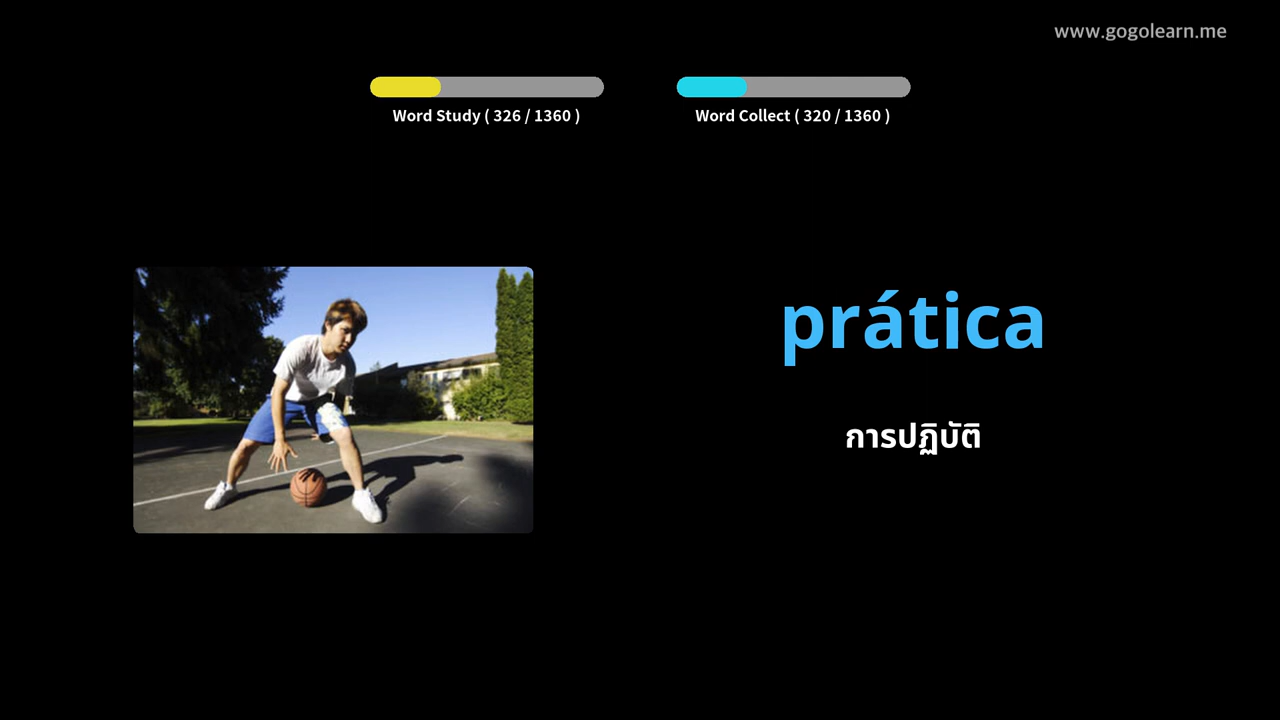 www.gogolearn.me
Word Study ( 326 / 1360 )
Word Collect ( 320 / 1360 )
prática
การปฏิบัติ